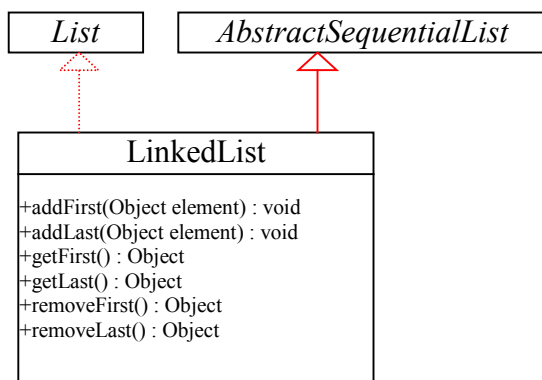 List
AbstractSequentialList
LinkedList
+addFirst(Object element) : void
+addLast(Object element) : void
+getFirst() : Object
+getLast() : Object
+removeFirst() : Object
+removeLast() : Object